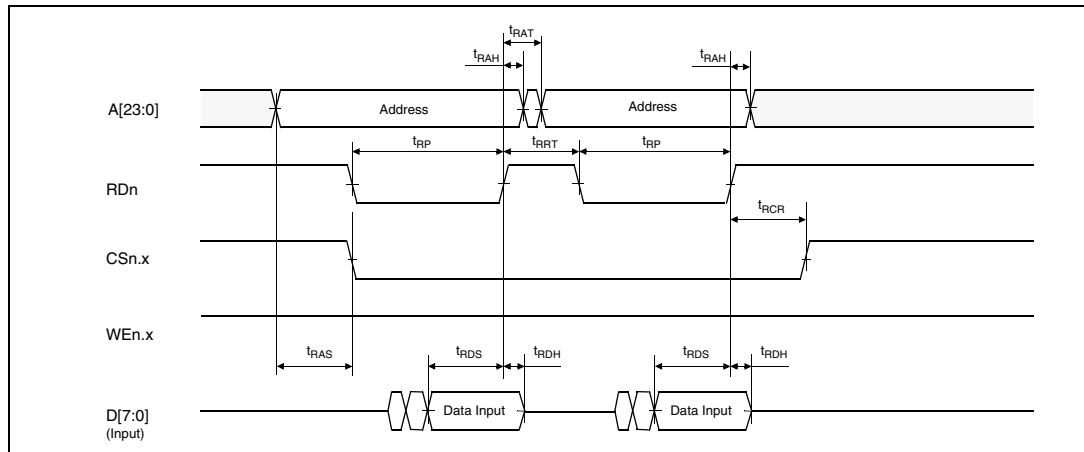 tRAT
tRAH tRAH
A[23:0] Address Address
tRP tRRT tRP
RDn
tRCR
CSn.x
WEn.x
tRAS tRDS tRDH tRDS tRDH
D[7:0] Data Input Data Input
(Input)